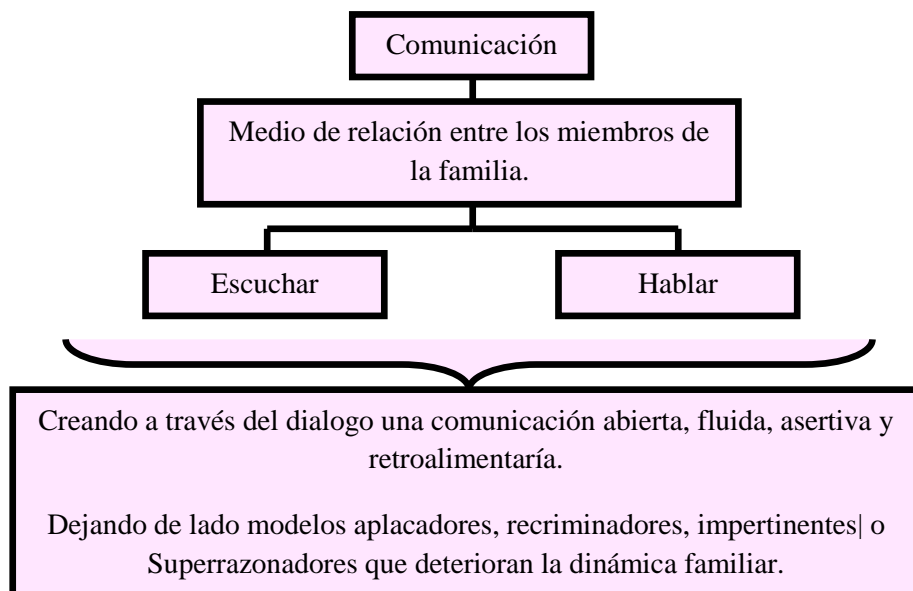 Comunicación
Medio de relación entre los miembros de
la familia.
Escuchar
Hablar
Creando a través del dialogo una comunicación abierta, fluida, asertiva y
retroalimentaría.
Dejando de lado modelos aplacadores, recriminadores, impertinentes| o
Superrazonadores que deterioran la dinámica familiar.